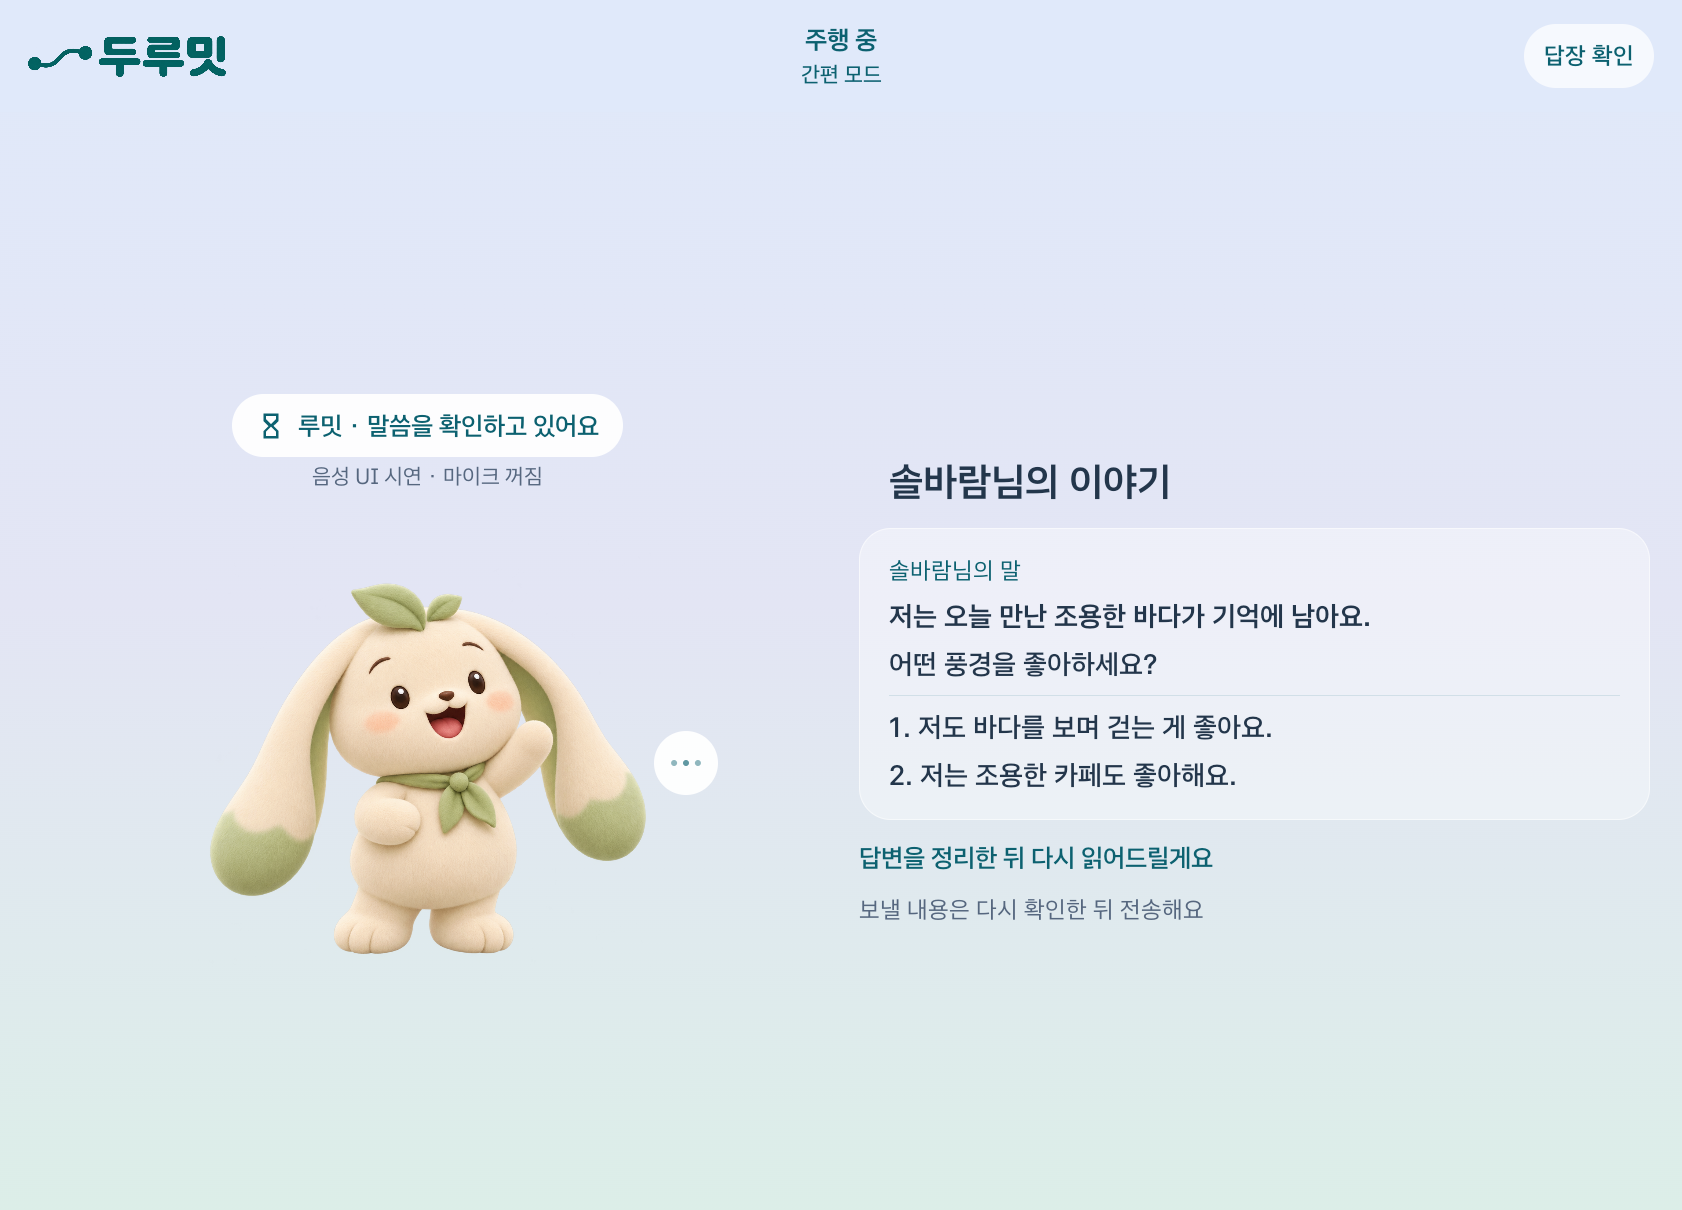 두루밋
주행 중
간편 모드
답장 확인
루밋 · 말씀을 확인하고 있어요
음성 UI 시연 · 마이크 꺼짐
솔바람님의 이야기
솔바람님의 말
저는 오늘 만난 조용한 바다가 기억에 남아요.
어떤 풍경을 좋아하세요?
1. 저도 바다를 보며 걷는 게 좋아요.
2. 저는 조용한 카페도 좋아해요.
답변을 정리한 뒤 다시 읽어드릴게요
보낼 내용은 다시 확인한 뒤 전송해요